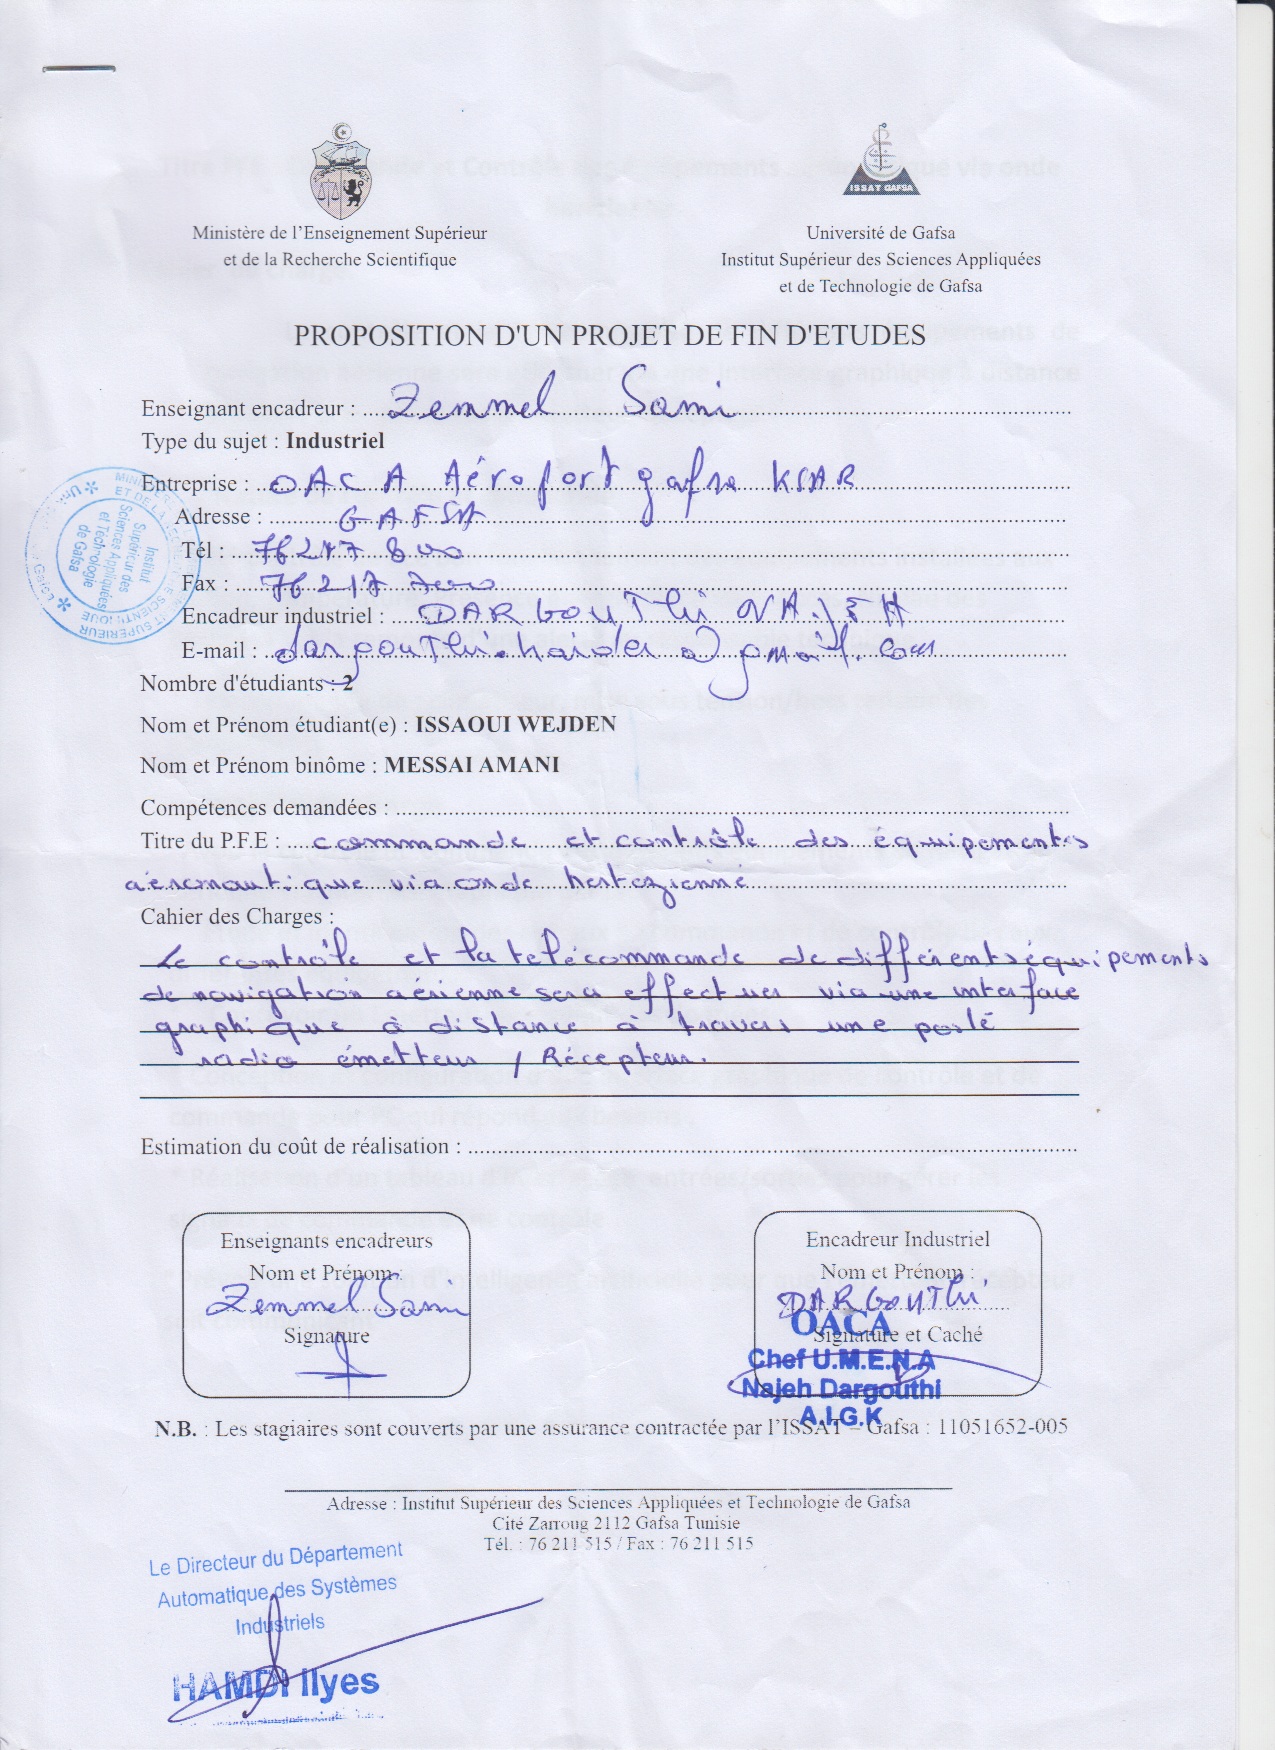 Ministère de l'Enseignement Supérieur
et de la Recherche Scientifique
ISSAT GAFSA
Université de Gafsa
Institut Supérieur des Sciences Appliquées
et de Technologie de Gafsa
PROPOSITION D'UN PROJET DE FIN D'ETUDES
Enseignant encadreur : Zemmel Sami
Type du sujet : Industriel
Entreprise : OACA Aéroport gafsa KSAR
Adresse : GAFSA
Tél : 76 217 800
Fax : 76 217 700
Encadreur industriel : DARGOUTHi NAJEH
E-mail : dargouthi.haider@gmail.com
Nombre d'étudiants : 2
Nom et Prénom étudiant(e) : ISSAOUI WEJDEN
Nom et Prénom binôme : MESSAI AMANI
Compétences demandées :
Titre du P.F.E : commande et contrôle des équipements
aéronautique via onde hertezienne
Cahier des Charges :
Le contrôle et la telécommande de différents équipements
de navigation aérienne sera effectuer via une interface
graphique à distance à travers une porté
radio émetteur / Récepteur.
Estimation du coût de réalisation :
Enseignants encadreurs
Nom et Prénom :
Zemmel Sami
Signature
Encadreur Industriel
Nom et Prénom :
DARGOUTHi
Signature et Caché
OACA
Chef U.M.E.N.A
Najeh Dargouthi
A.I.G.K
N.B. : Les stagiaires sont couverts par une assurance contractée par l'ISSAT – Gafsa : 11051652-005
Adresse : Institut Supérieur des Sciences Appliquées et Technologie de Gafsa
Cité Zarroug 2112 Gafsa Tunisie
Tél. : 76 211 515 / Fax : 76 211 515
Le Directeur du Département
Automatique des Systèmes
Industriels
HAMDI Ilyes
Institut
Supérieur des
Sciences Appliquées
et Technologie
de Gafsa